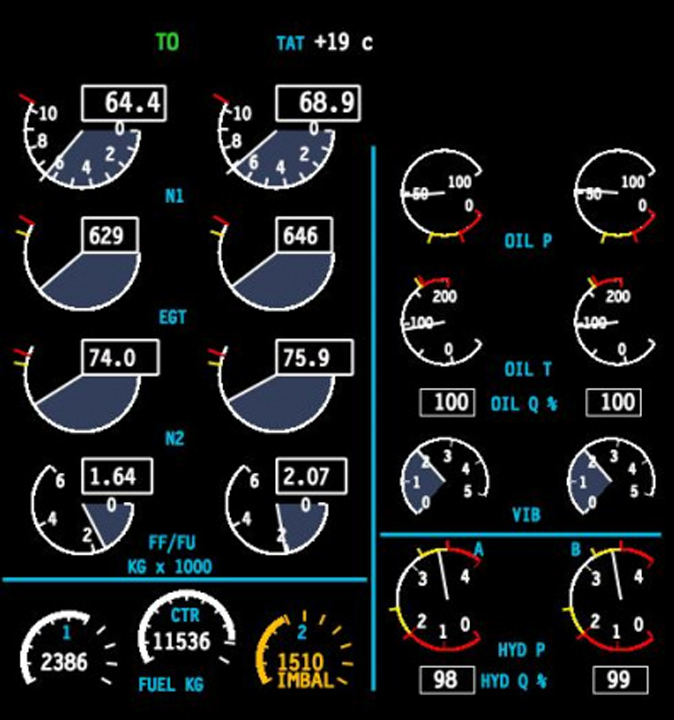 TO TAT +19 c
64.4 68.9
10 8 6 4 2 0
10 8 6 4 2 0
N1
100 50 0
100 50 0
OIL P
629 646
EGT
200 100 0
200 100 0
OIL T
74.0 75.9
N2
100 OIL Q % 100
1.64 2.07
6 4 2 0
6 4 2 0
FF/FU
KG x 1000
0 1 2 3 4 5
0 1 2 3 4 5
VIB
1
2386
CTR
11536
2
1510
IMBAL
FUEL KG
A B
4 3 2 1 0
4 3 2 1 0
HYD P
98 HYD Q % 99